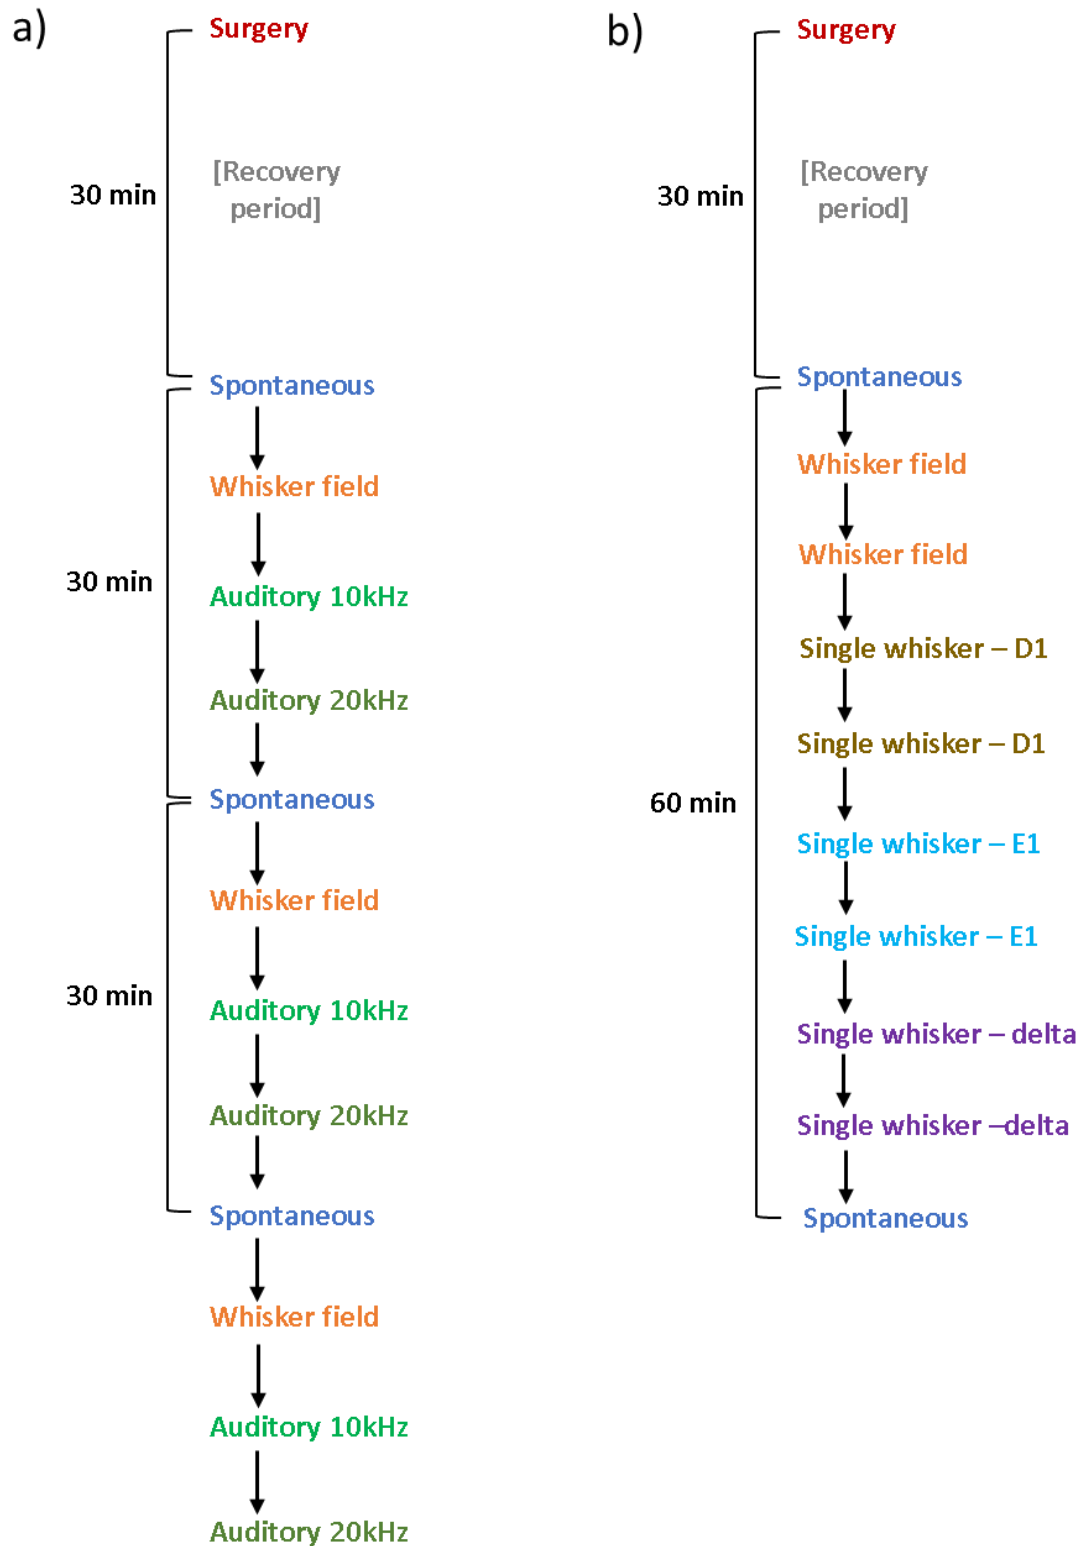 a)
Surgery
[Recovery
period]
30 min
Spontaneous
Whisker field
30 min
Auditory 10kHz
Auditory 20kHz
Spontaneous
Whisker field
30 min
Auditory 10kHz
Auditory 20kHz
Spontaneous
Whisker field
Auditory 10kHz
Auditory 20kHz
b)
Surgery
[Recovery
period]
30 min
Spontaneous
Whisker field
Whisker field
Single whisker – D1
Single whisker – D1
60 min
Single whisker – E1
Single whisker – E1
Single whisker – delta
Single whisker –delta
Spontaneous